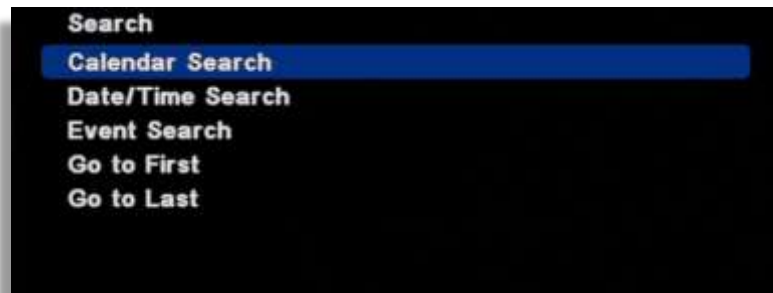 Search
Calendar Search
Date/Time Search
Event Search
Go to First
Go to Last